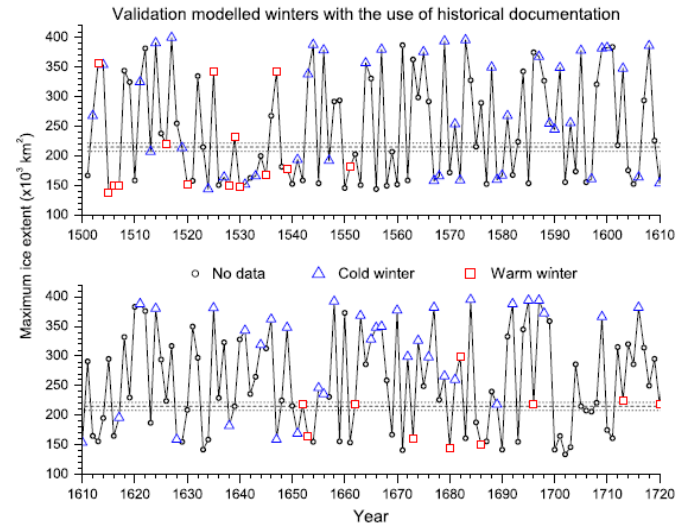 Validation modelled winters with the use of historical documentation
400
350
300
250
200
150
100
1500 1510 1520 1530 1540 1550 1560 1570 1580 1590 1600 1610
No data Cold winter Warm winter
Maximum ice extent (x10³ km²)
400
350
300
250
200
150
100
1610 1620 1630 1640 1650 1660 1670 1680 1690 1700 1710 1720
Year